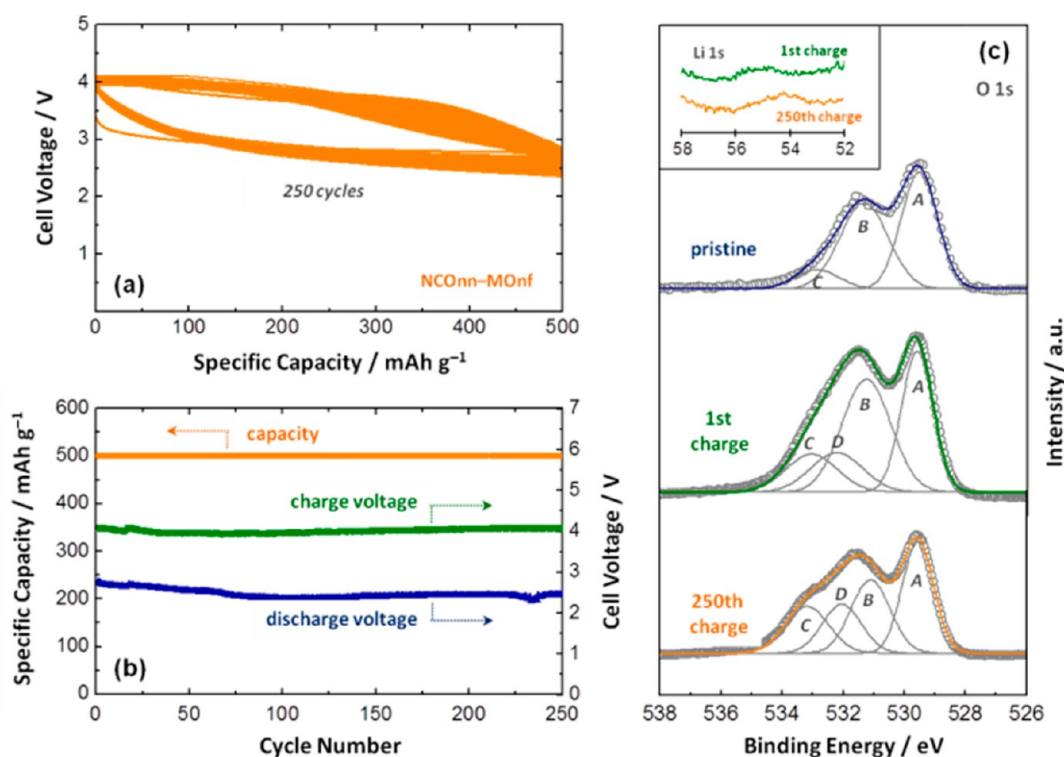 5
4
3
2
1
Cell Voltage / V
250 cycles
(a)
NCOnn–MOnf
0 100 200 300 400 500
Specific Capacity / mAh g⁻¹
600
500
400
300
200
100
0
Specific Capacity / mAh g⁻¹
capacity
charge voltage
discharge voltage
(b)
7
6
5
4
3
2
1
0
Cell Voltage / V
0 50 100 150 200 250
Cycle Number
(c)
Li 1s
1st charge
250th charge
58 56 54 52
O 1s
pristine
A
B
C
1st
charge
A
B
C
D
250th
charge
A
B
D
C
Intensity/ a.u.
538 536 534 532 530 528 526
Binding Energy / eV